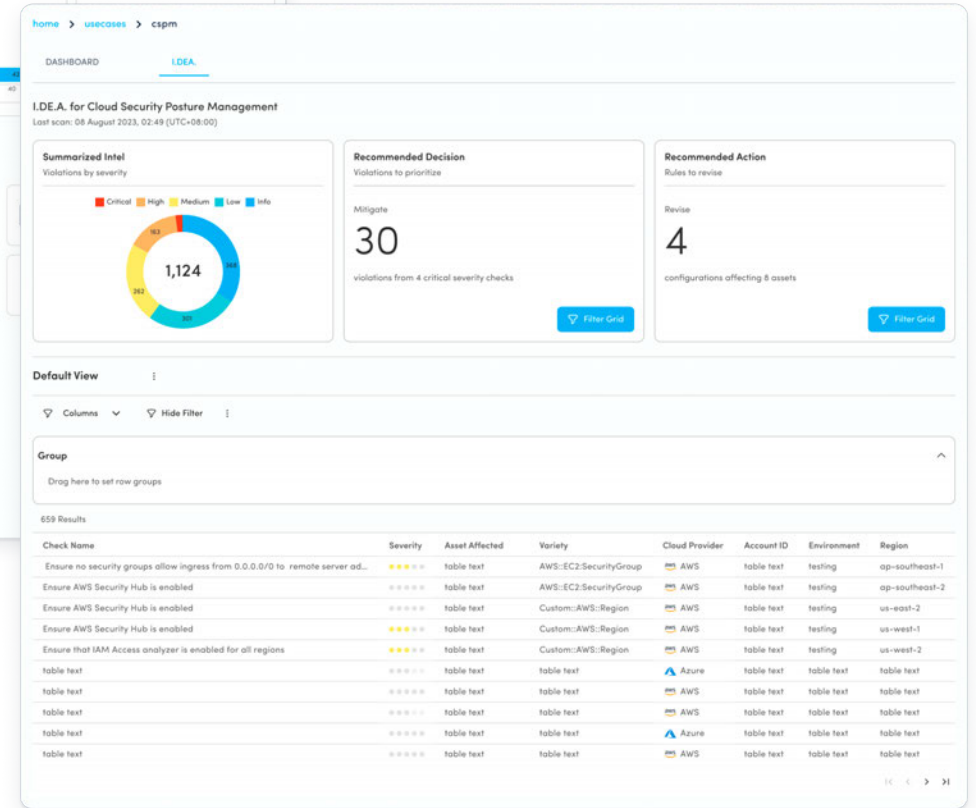 home > usecases > cspm
DASHBOARD I.DEA.
I.DE.A. for Cloud Security Posture Management
Last scan: 08 August 2023, 02:49 (UTC+08:00)
Summarized Intel
Violations by severity
Critical High Medium Low Info
163
1,124
262
301
Recommended Decision
Violations to prioritize
Mitigate
30
violations from 4 critical severity checks
Filter Grid
Recommended Action
Rules to revise
Revise
4
configurations affecting 8 assets
Filter Grid
Default View
Columns Hide Filter
Group
Drag here to set row groups
659 Results
Check Name Severity Asset Affected Variety Cloud Provider Account ID Environment Region
Ensure no security groups allow ingress from 0.0.0.0/0 to remote server ad... table text AWS::EC2:SecurityGroup aws AWS table text testing ap-southeast-1
Ensure AWS Security Hub is enabled table text AWS::EC2:SecurityGroup aws AWS table text testing ap-southeast-2
Ensure AWS Security Hub is enabled table text Custom::AWS::Region aws AWS table text testing us-east-2
Ensure AWS Security Hub is enabled table text Custom::AWS::Region aws AWS table text testing us-west-1
Ensure that IAM Access analyzer is enabled for all regions table text Custom::AWS::Region aws AWS table text testing us-west-2
table text table text table text Azure table text table text table text
table text table text table text aws AWS table text table text table text
table text table text table text aws AWS table text table text table text
table text table text table text Azure table text table text table text
table text table text table text aws AWS table text table text table text
40